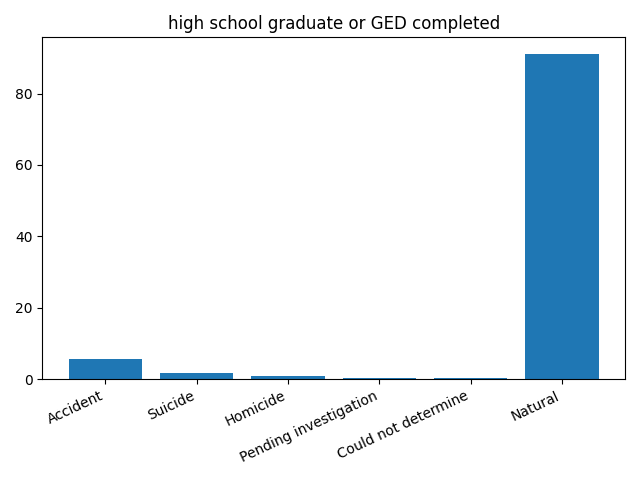 high school graduate or GED completed
80
60
40
20
0
Accident
Suicide
Homicide
Pending investigation
Could not determine
Natural